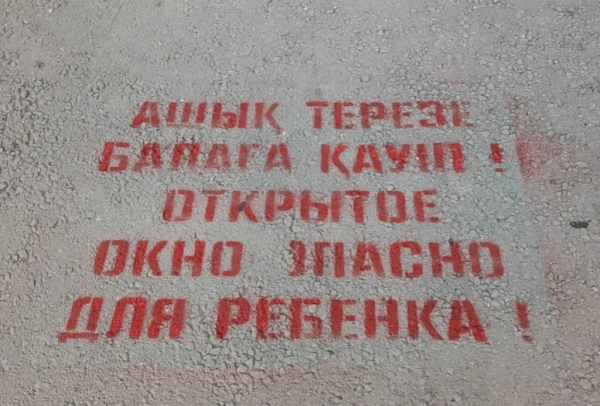 АШЫҚ ТЕРЕЗЕ
БАЛАҒА ҚАУІП !
ОТКРЫТОЕ
ОКНО ОПАСНО
ДЛЯ РЕБЕНКА !